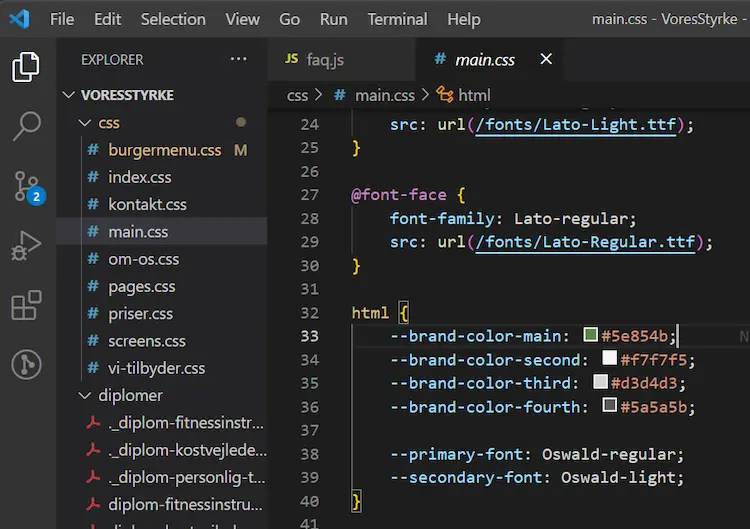 File Edit Selection View Go Run Terminal Help main.css - VoresStyrke -
EXPLORER ...
JS faq.js
# main.css
css > # main.css > html
VORESSTYRKE
css
# burgermenu.css M
# index.css
# kontakt.css
# main.css
# om-os.css
# pages.css
# priser.css
# screens.css
# vi-tilbyder.css
diplomer
._diplom-fitnessinstr...
._diplom-kostvejlede...
._diplom-personlig-t...
diplom-fitnessinstru...
2
24 src: url(/fonts/Lato-Light.ttf);
25 }
26
27 @font-face {
28 font-family: Lato-regular;
29 src: url(/fonts/Lato-Regular.ttf);
30 }
31
32 html {
33 --brand-color-main: #5e854b;
34 --brand-color-second: #f7f7f5;
35 --brand-color-third: #d3d4d3;
36 --brand-color-fourth: #5a5a5b;
37
38 --primary-font: Oswald-regular;
39 --secondary-font: Oswald-light;
40 }
41